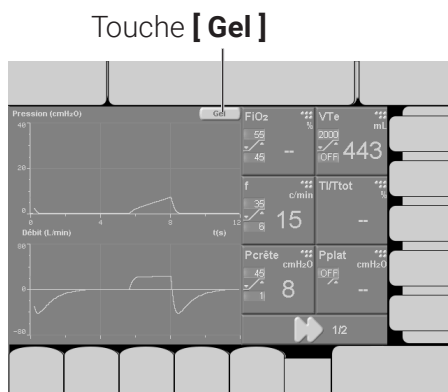 Touche [ Gel ]
Pression (cmH₂O)
Gel
40
20
0
0
4
8
12
Débit (L/min)
t(s)
80
0
-80
FiO₂
%
55
45
--
VTe
mL
2000
OFF
443
f
c/min
35
6
15
TI/Ttot
--
Pcrête
cmH₂O
45
1
8
Pplat
cmH₂O
OFF
--
1/2